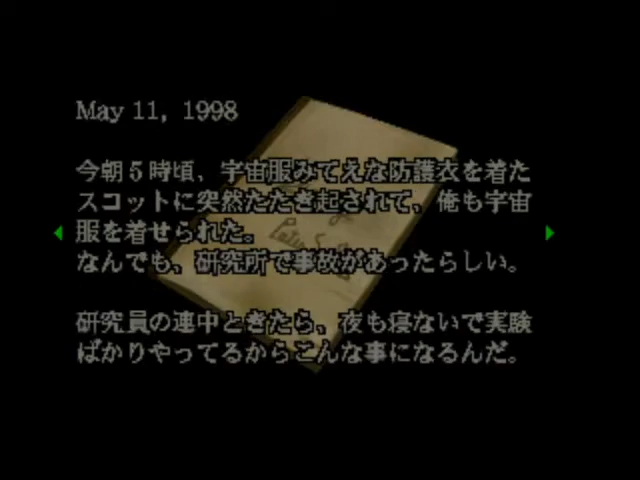 May 11, 1998
今朝５時頃、宇宙服みてえな防護衣を着た
スコットに突然たたき起されて、俺も宇宙
服を着せられた。
なんでも、研究所で事故があったらしい。
研究員の連中ときたら、夜も寝ないで実験
ばかりやってるからこんな事になるんだ。